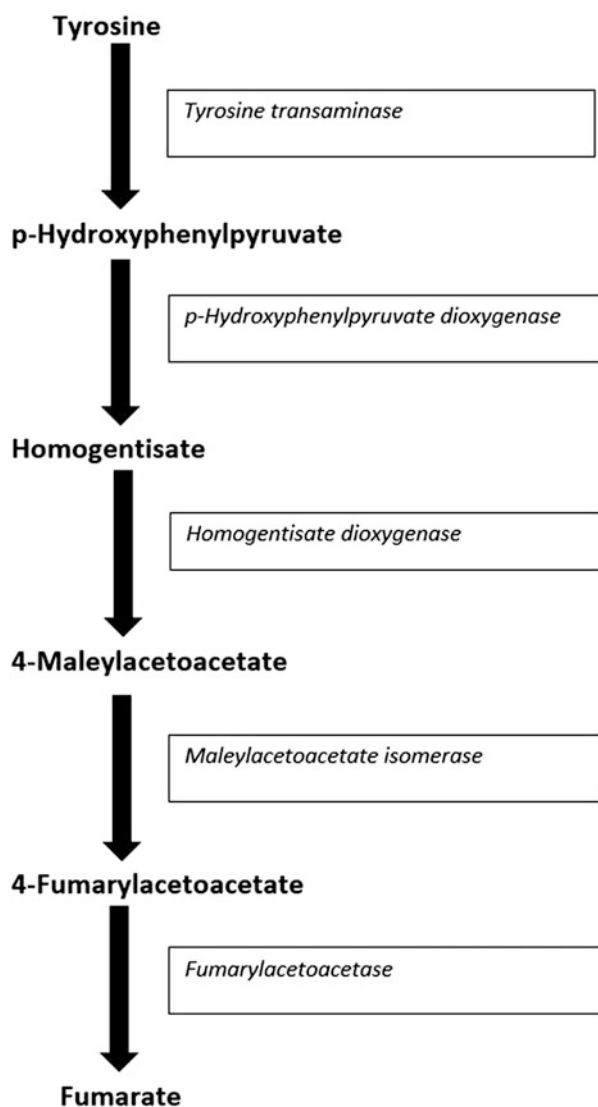 Tyrosine
Tyrosine transaminase
p-Hydroxyphenylpyruvate
p-Hydroxyphenylpyruvate dioxygenase
Homogentisate
Homogentisate dioxygenase
4-Maleylacetoacetate
Maleylacetoacetate isomerase
4-Fumarylacetoacetate
Fumarylacetoacetase
Fumarate